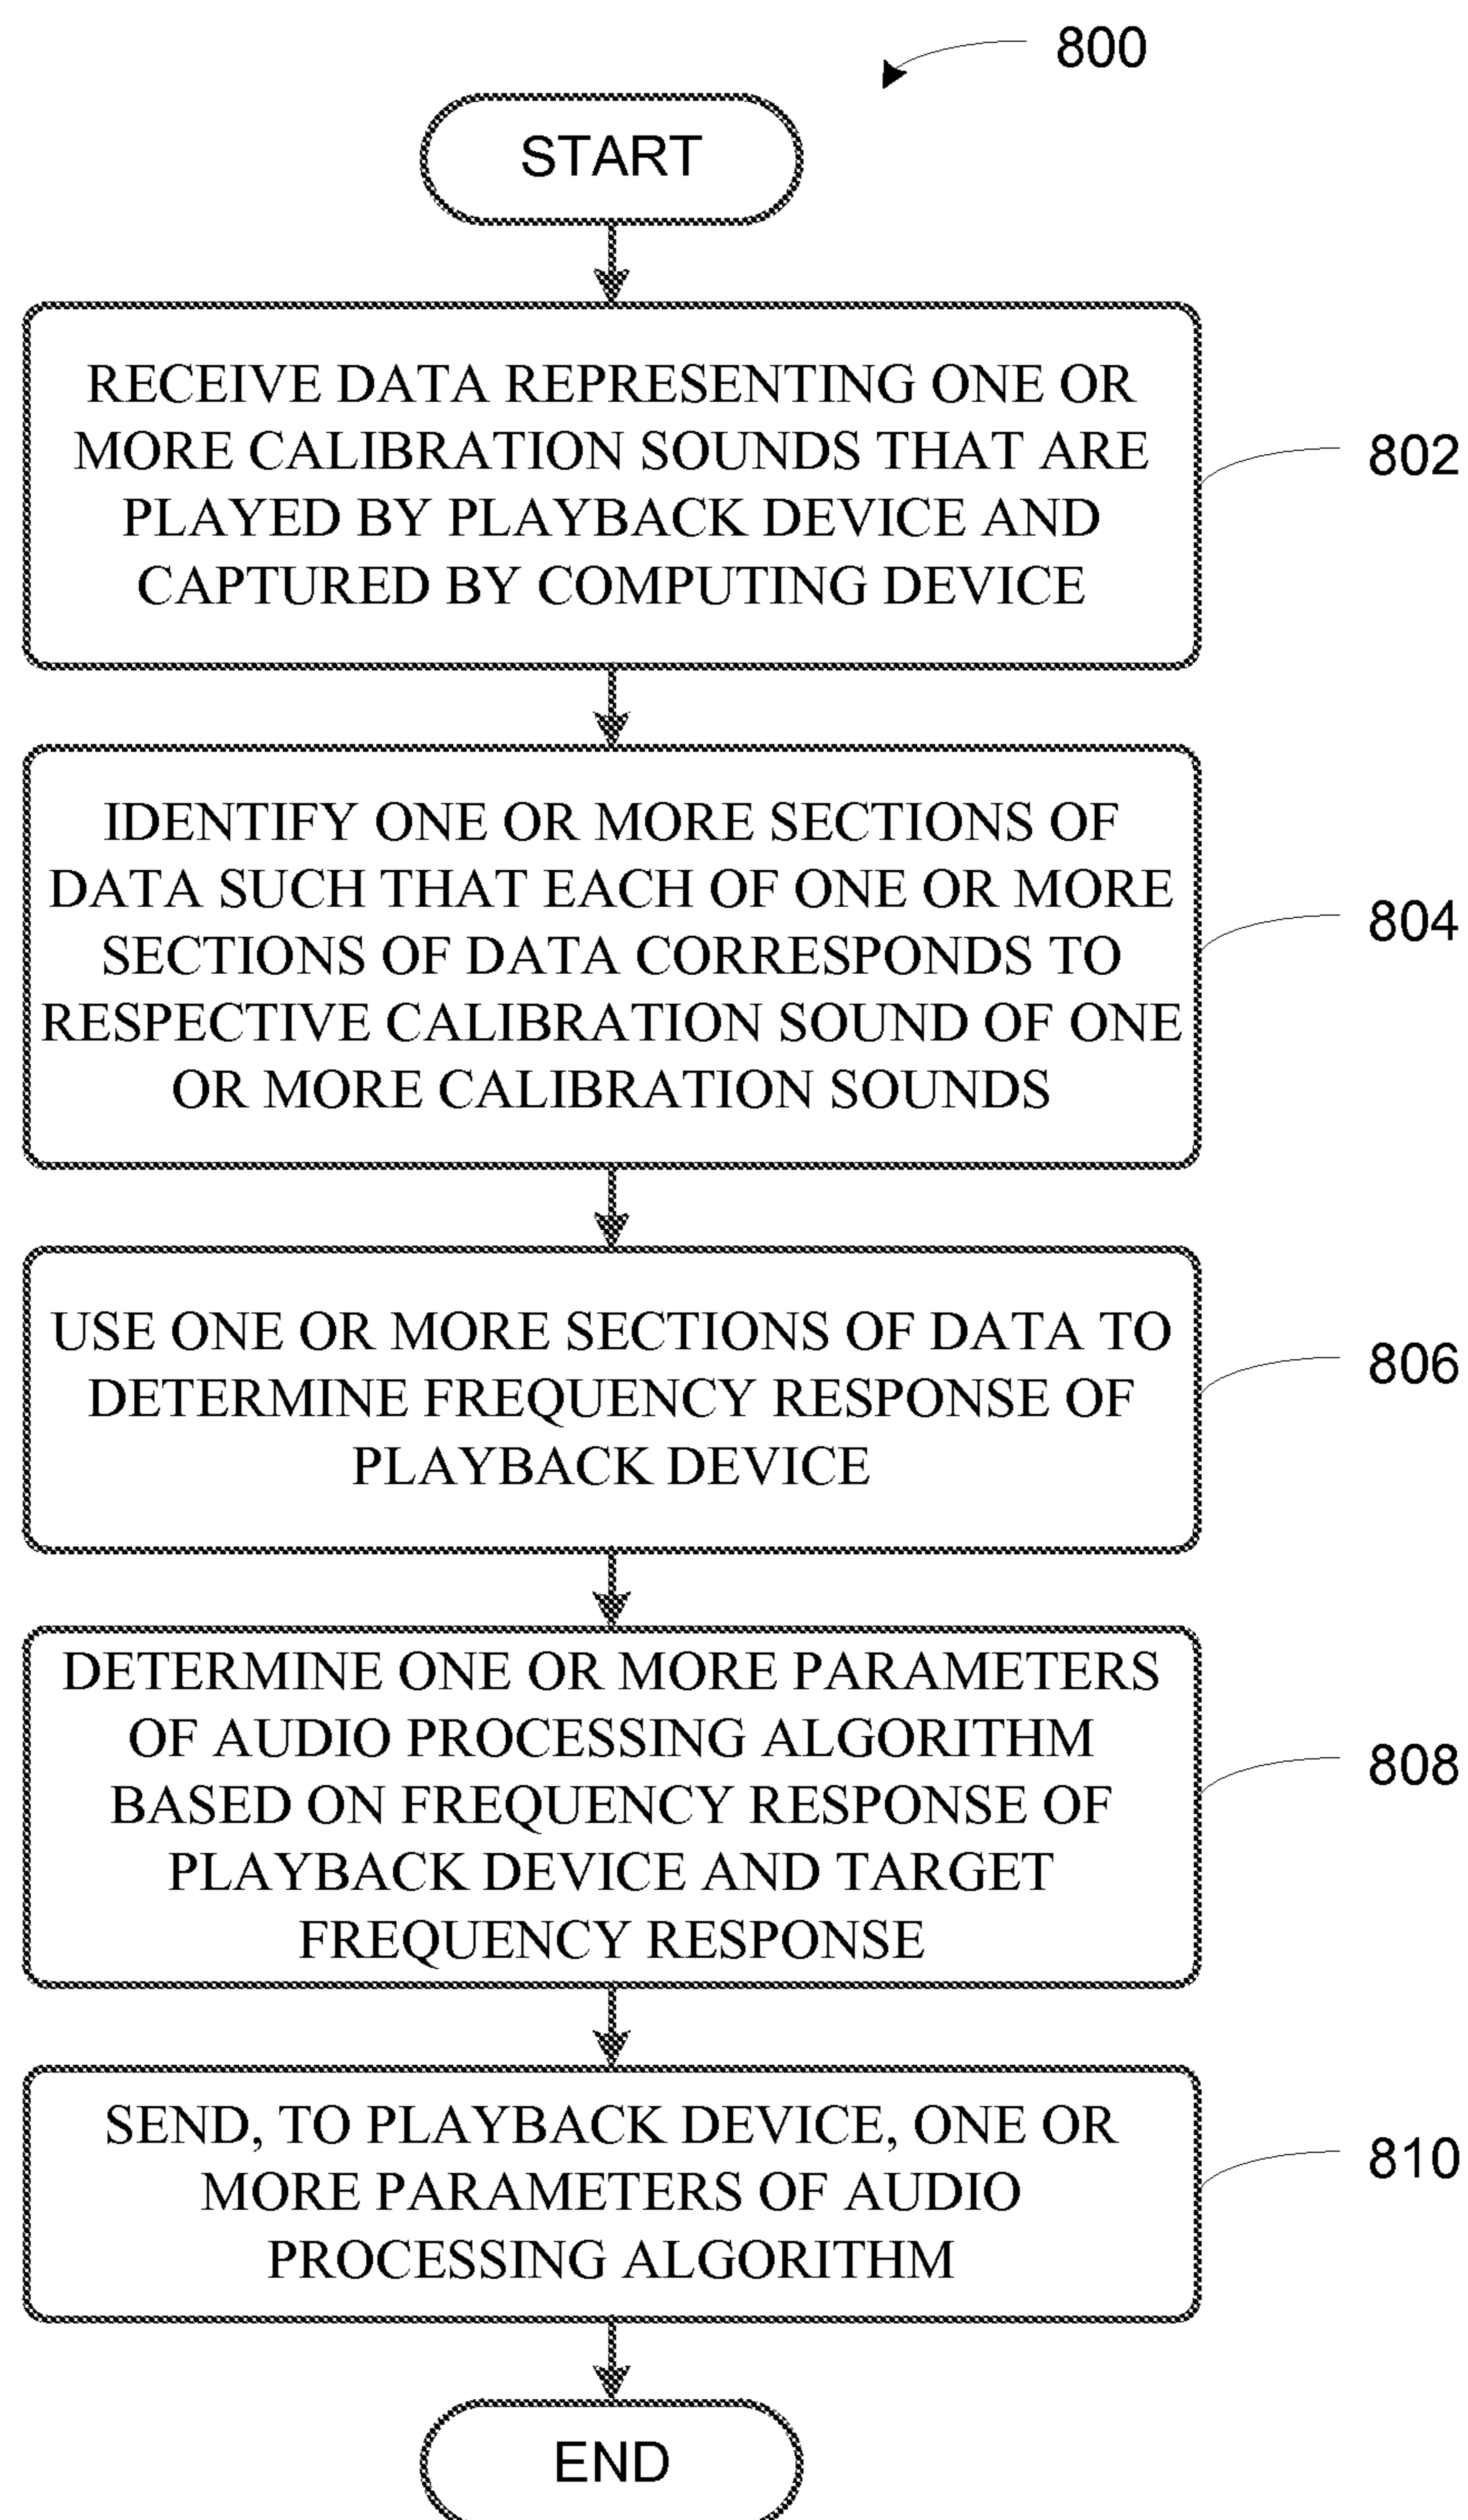 800
START
RECEIVE DATA REPRESENTING ONE OR
MORE CALIBRATION SOUNDS THAT ARE
PLAYED BY PLAYBACK DEVICE AND
CAPTURED BY COMPUTING DEVICE
802
IDENTIFY ONE OR MORE SECTIONS OF
DATA SUCH THAT EACH OF ONE OR MORE
SECTIONS OF DATA CORRESPONDS TO
RESPECTIVE CALIBRATION SOUND OF ONE
OR MORE CALIBRATION SOUNDS
804
USE ONE OR MORE SECTIONS OF DATA TO
DETERMINE FREQUENCY RESPONSE OF
PLAYBACK DEVICE
806
DETERMINE ONE OR MORE PARAMETERS
OF AUDIO PROCESSING ALGORITHM
BASED ON FREQUENCY RESPONSE OF
PLAYBACK DEVICE AND TARGET
FREQUENCY RESPONSE
808
SEND, TO PLAYBACK DEVICE, ONE OR
MORE PARAMETERS OF AUDIO
PROCESSING ALGORITHM
810
END